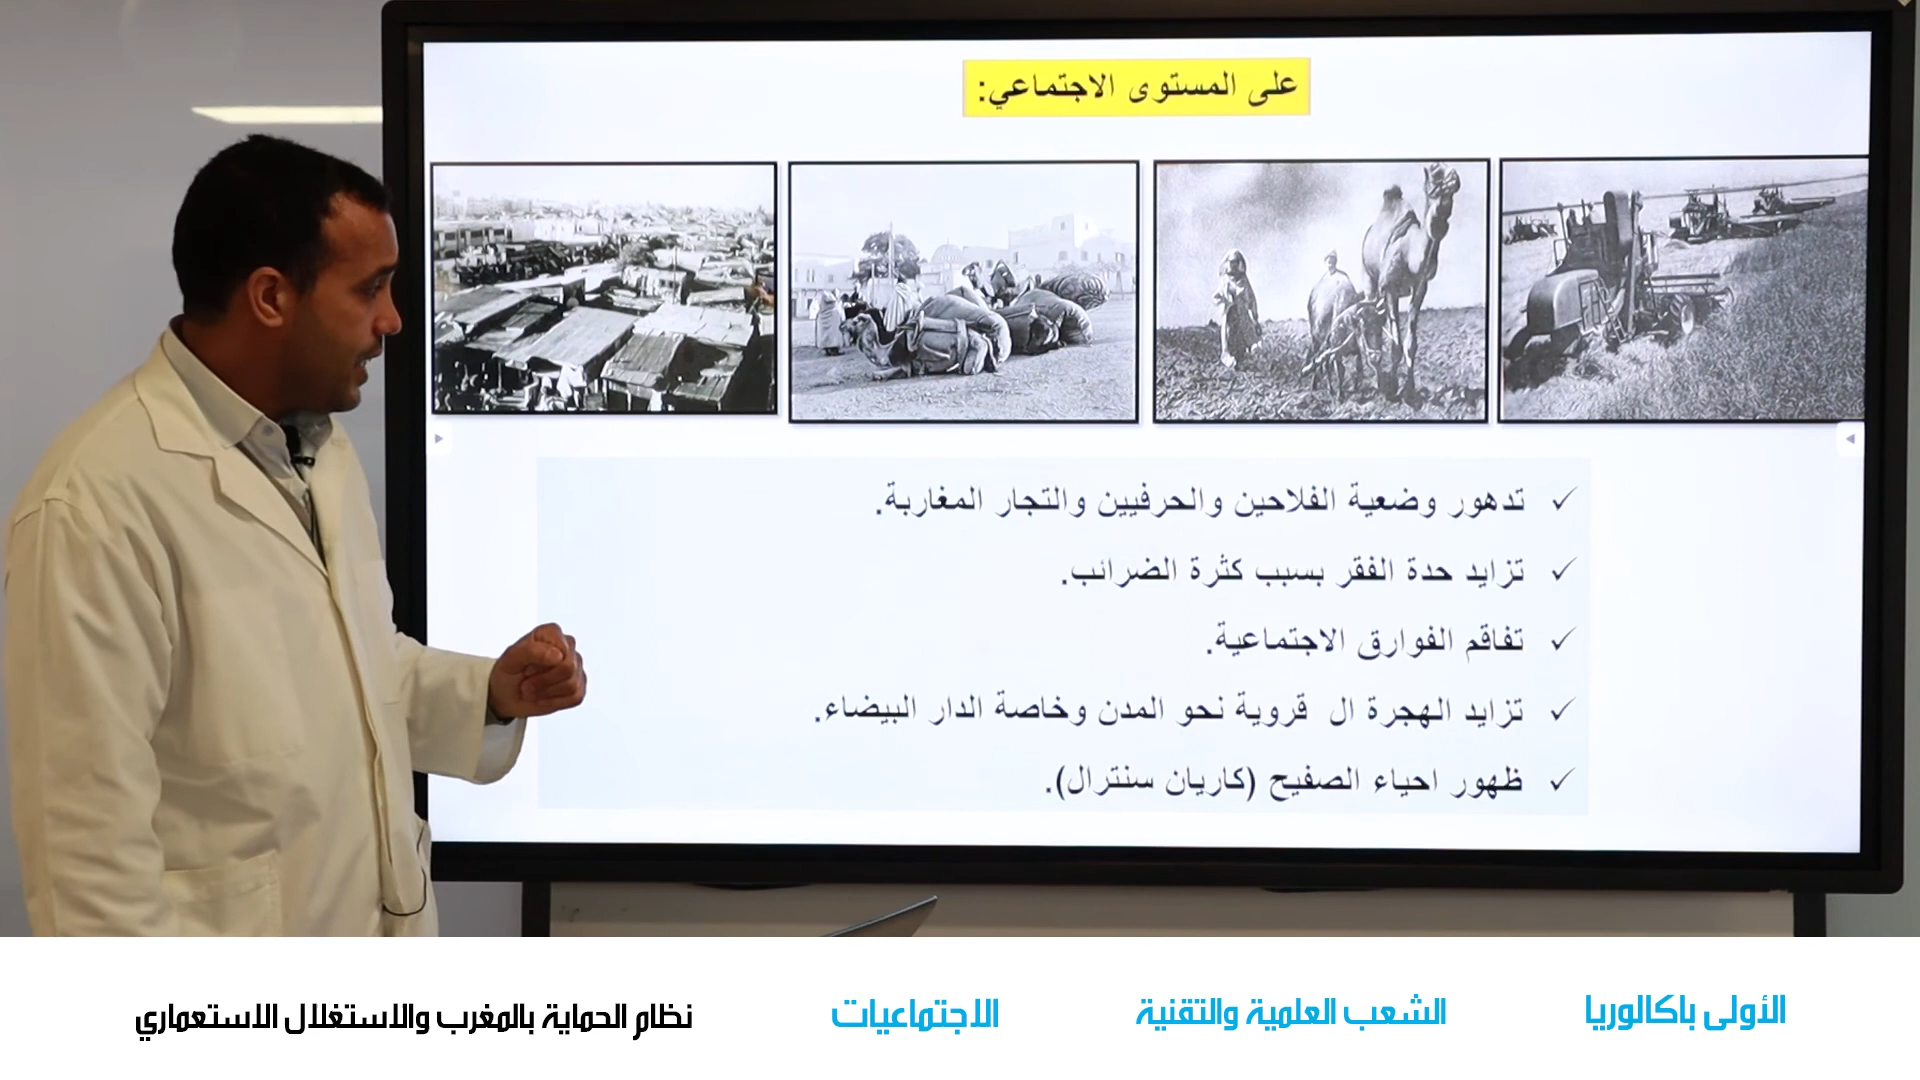 على المستوى الاجتماعي:
✓ تدهور وضعية الفلاحين والحرفيين والتجار المغاربة.
✓ تزايد حدة الفقر بسبب كثرة الضرائب.
✓ تفاقم الفوارق الاجتماعية.
✓ تزايد الهجرة ال قروية نحو المدن وخاصة الدار البيضاء.
✓ ظهور احياء الصفيح (كاريان سنترال).
الأولى باكالوريا
الشعب العلمية والتقنية
الاجتماعيات
نظام الحماية بالمغرب والاستغلال الاستعماري